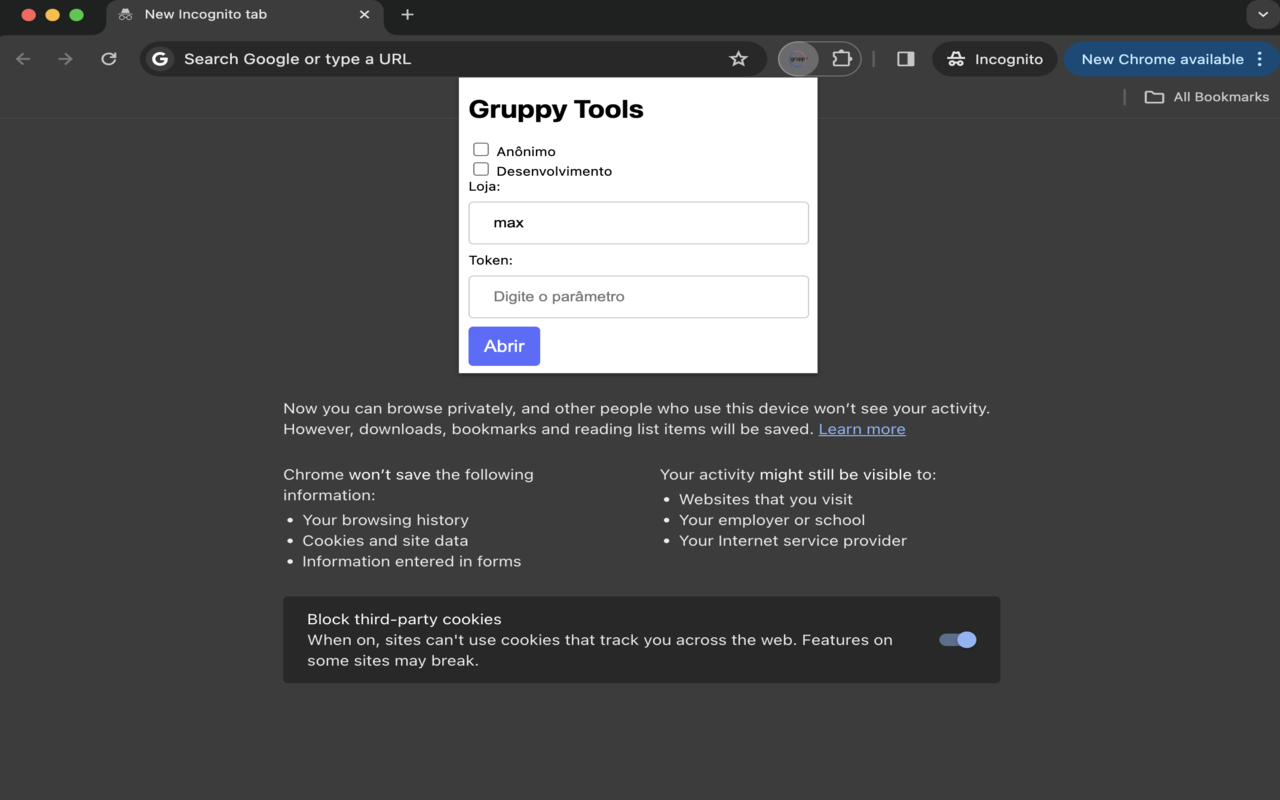 New Incognito tab
Search Google or type a URL
Incognito
New Chrome available
All Bookmarks
Gruppy Tools
Anônimo
Desenvolvimento
Loja:
max
Token:
Digite o parâmetro
Abrir
Now you can browse privately, and other people who use this device won’t see your activity.
However, downloads, bookmarks and reading list items will be saved. Learn more
Chrome won’t save the following
information:
• Your browsing history
• Cookies and site data
• Information entered in forms
Your activity might still be visible to:
• Websites that you visit
• Your employer or school
• Your Internet service provider
Block third-party cookies
When on, sites can't use cookies that track you across the web. Features on
some sites may break.